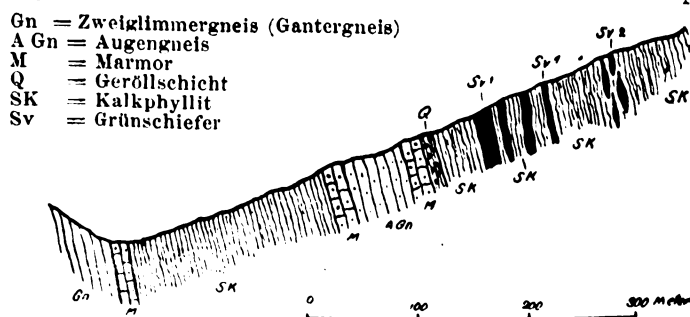 Gn = Zweiglimmergneis (Gantergneis)
A Gn = Augengneis
M = Marmor
Q = Geröllschicht
SK = Kalkphyllit
Sv = Grünschiefer
Sv 2
Sv 1
Sv 1
Q
SK
SK
SK
SK
M
A Gn
M
SK
Gn
M
0 100 200 300 Meter